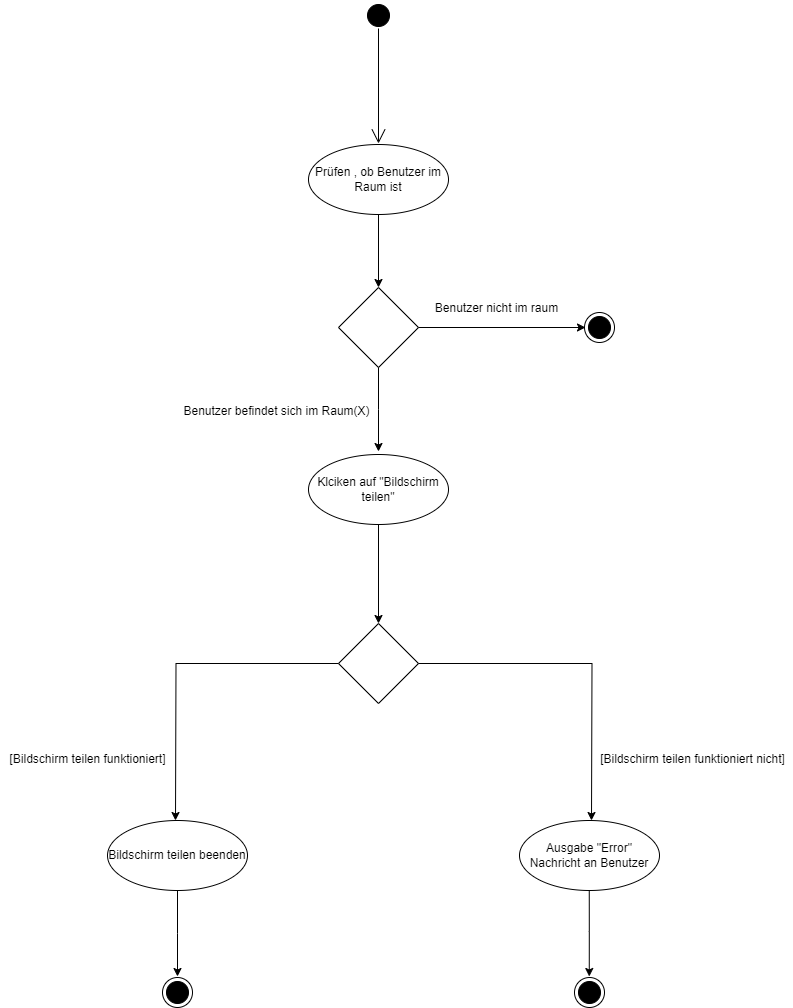 Prüfen , ob Benutzer im
Raum ist
Benutzer nicht im raum
Benutzer befindet sich im Raum(X)
Klciken auf "Bildschirm
teilen"
[Bildschirm teilen funktioniert]
[Bildschirm teilen funktioniert nicht]
Bildschirm teilen beenden
Ausgabe "Error"
Nachricht an Benutzer